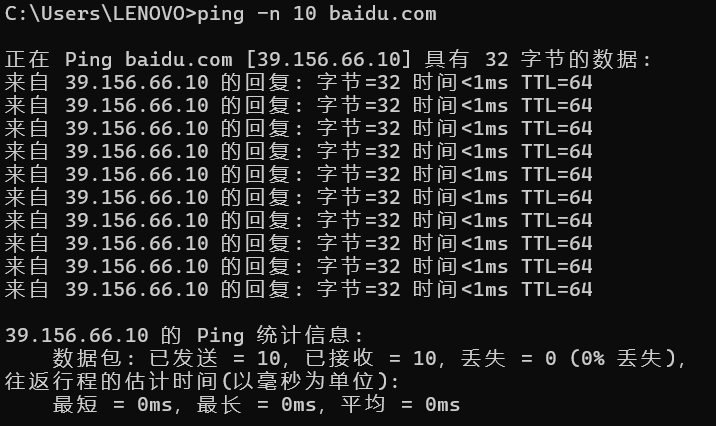 C:\Users\LENOVO>ping -n 10 baidu.com
正在 Ping baidu.com [39.156.66.10] 具有 32 字节的数据:
来自 39.156.66.10 的回复: 字节=32 时间<1ms TTL=64
来自 39.156.66.10 的回复: 字节=32 时间<1ms TTL=64
来自 39.156.66.10 的回复: 字节=32 时间<1ms TTL=64
来自 39.156.66.10 的回复: 字节=32 时间<1ms TTL=64
来自 39.156.66.10 的回复: 字节=32 时间<1ms TTL=64
来自 39.156.66.10 的回复: 字节=32 时间<1ms TTL=64
来自 39.156.66.10 的回复: 字节=32 时间<1ms TTL=64
来自 39.156.66.10 的回复: 字节=32 时间<1ms TTL=64
来自 39.156.66.10 的回复: 字节=32 时间<1ms TTL=64
来自 39.156.66.10 的回复: 字节=32 时间<1ms TTL=64
39.156.66.10 的 Ping 统计信息:
    数据包: 已发送 = 10, 已接收 = 10, 丢失 = 0 (0% 丢失),
往返行程的估计时间(以毫秒为单位):
    最短 = 0ms, 最长 = 0ms, 平均 = 0ms